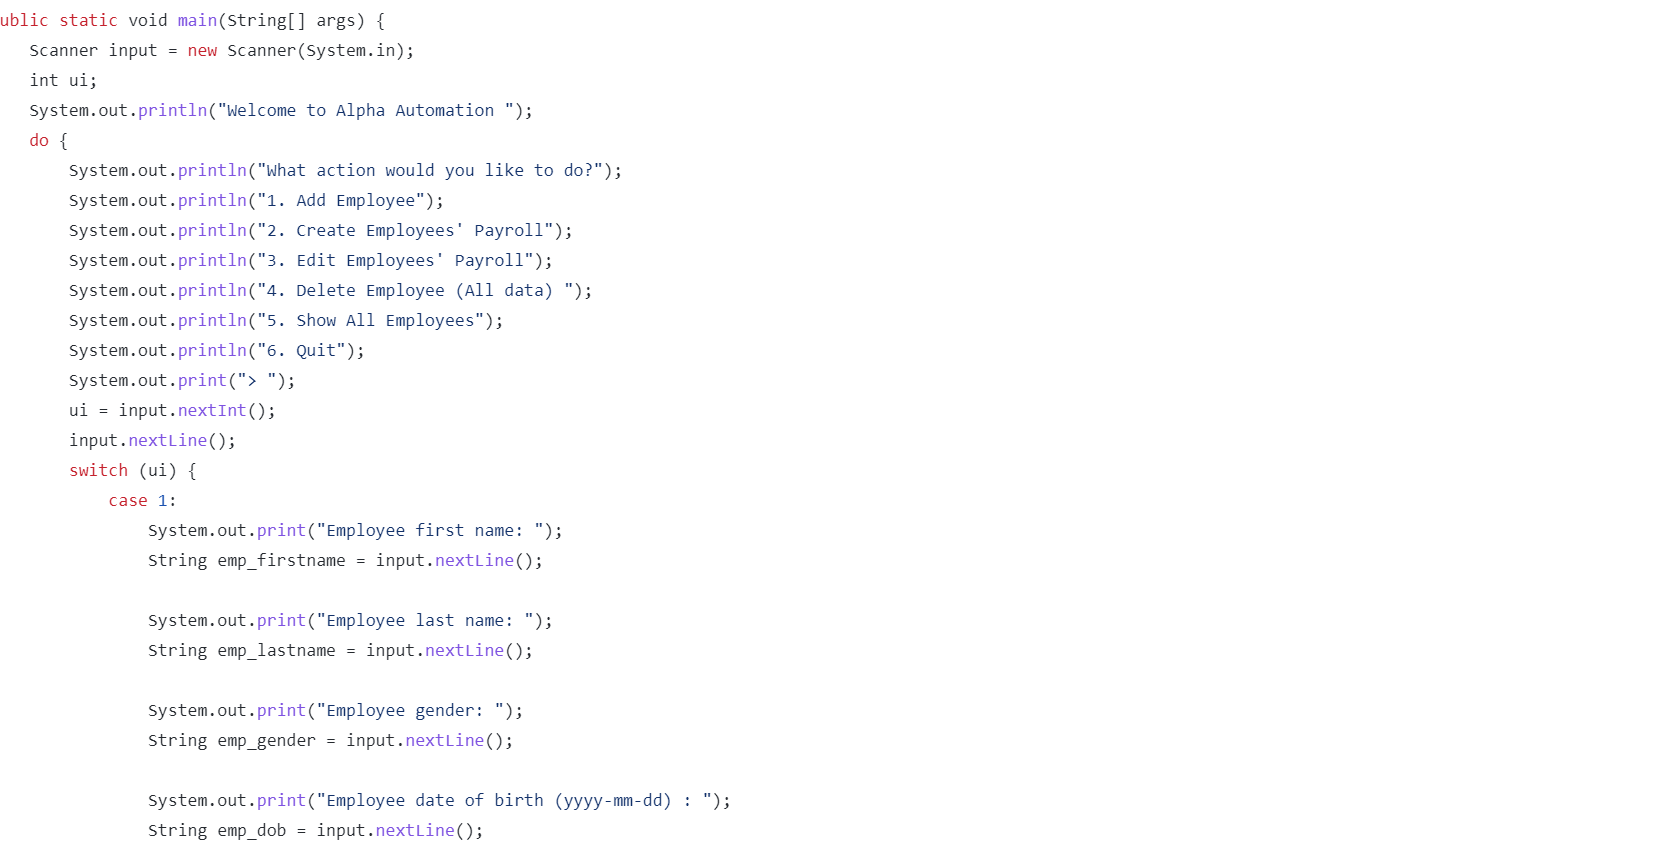 ublic static void main(String[] args) {
Scanner input = new Scanner(System.in);
int ui;
System.out.println("Welcome to Alpha Automation ");
do {
System.out.println("What action would you like to do?");
System.out.println("1. Add Employee");
System.out.println("2. Create Employees' Payroll");
System.out.println("3. Edit Employees' Payroll");
System.out.println("4. Delete Employee (All data) ");
System.out.println("5. Show All Employees");
System.out.println("6. Quit");
System.out.print("> ");
ui = input.nextInt();
input.nextLine();
switch (ui) {
case 1:
System.out.print("Employee first name: ");
String emp_firstname = input.nextLine();
System.out.print("Employee last name: ");
String emp_lastname = input.nextLine();
System.out.print("Employee gender: ");
String emp_gender = input.nextLine();
System.out.print("Employee date of birth (yyyy-mm-dd) : ");
String emp_dob = input.nextLine();